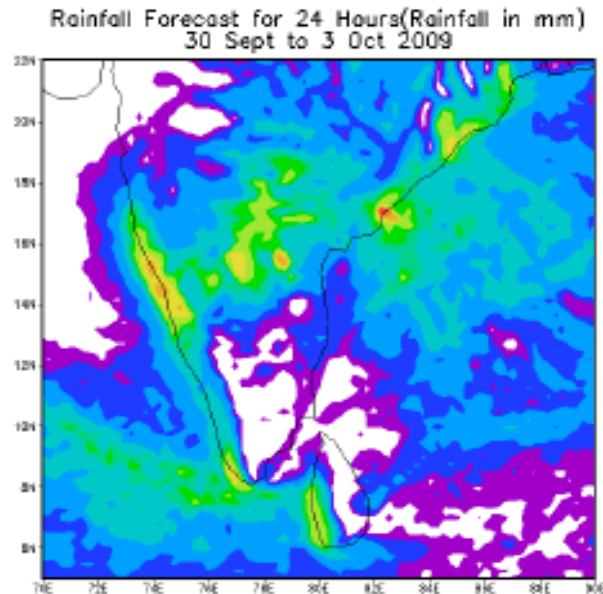 Rainfall Forecast for 24 Hours(Rainfall in mm)
30 Sept to 3 Oct 2009
22N
20N
18N
16N
14N
12N
10N
8N
6N
70E 72E 74E 76E 78E 80E 82E 84E 86E 88E 90E